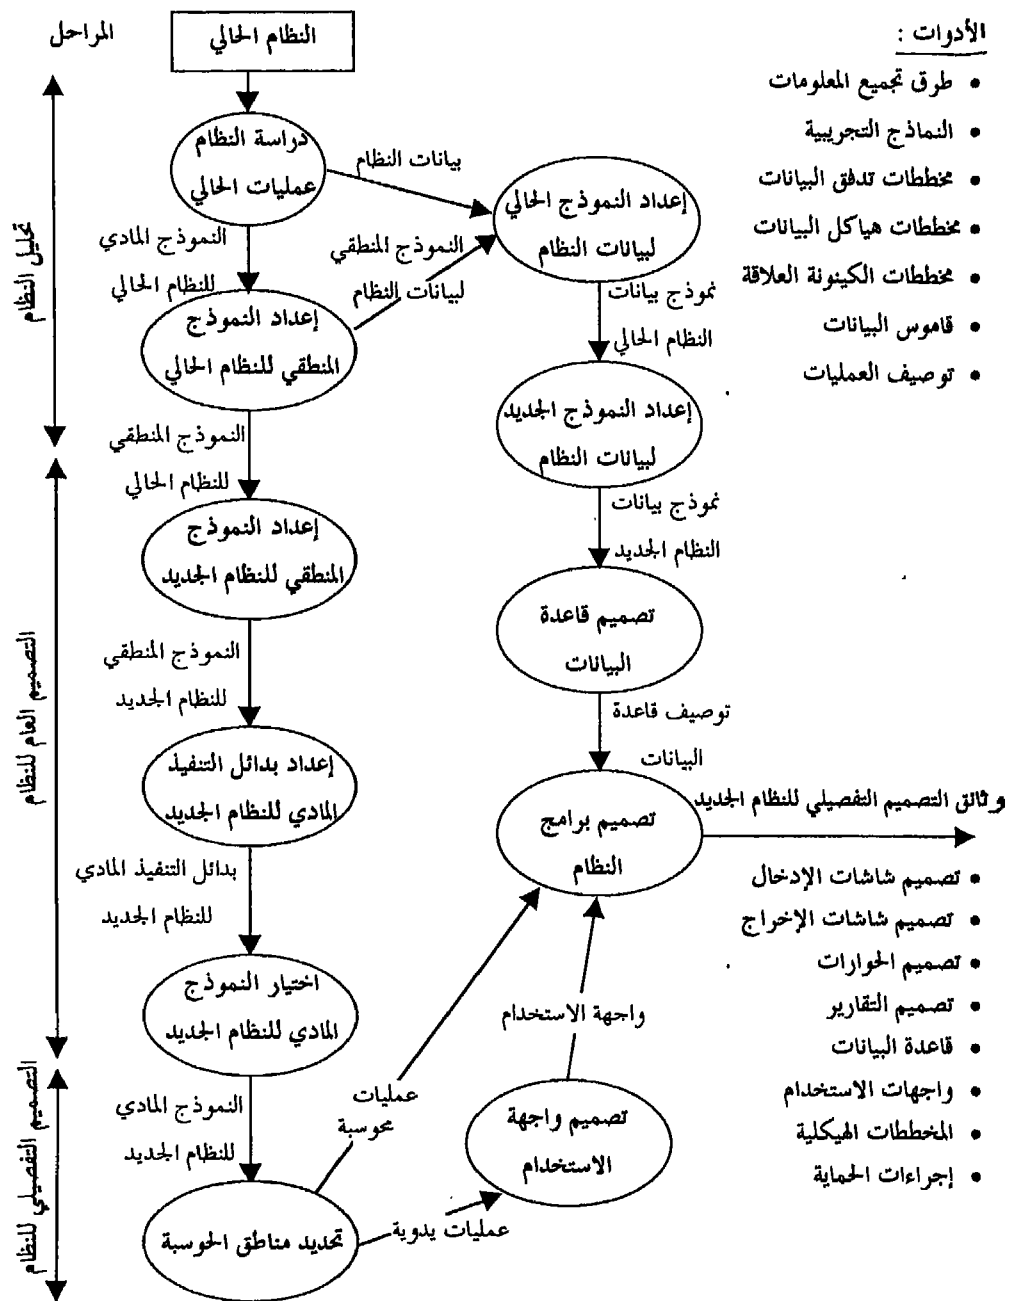 المراحل
النظام الحالي
الأدوات :
• طرق تجميع المعلومات
• النماذج التجريبية
• مخططات تدفق البيانات
• مخططات هياكل البيانات
• مخططات الكينونة العلاقة
• قاموس البيانات
• توصيف العمليات
تحليل النظام
دراسة النظام
عمليات الحالي
بيانات النظام
النموذج المادي
للنظام الحالي
إعداد النموذج الحالي
لبيانات النظام
النموذج المنطقي
لبيانات النظام
إعداد النموذج
المنطقي للنظام الحالي
نموذج بيانات
النظام الحالي
إعداد النموذج الجديد
لبيانات النظام
النموذج المنطقي
للنظام الحالي
التصميم العام للنظام
إعداد النموذج
المنطقي للنظام الجديد
نموذج بيانات
النظام الجديد
تصميم قاعدة
البيانات
النموذج المنطقي
للنظام الجديد
توصيف قاعدة
البيانات
إعداد بدائل التنفيذ
المادي للنظام الجديد
تصميم برامج
النظام
وثائق التصميم التفصيلي للنظام الجديد
• تصميم شاشات الإدخال
• تصميم شاشات الإخراج
• تصميم الحوارات
• تصميم التقارير
• قاعدة البيانات
• واجهات الاستخدام
• المخططات الهيكلية
• إجراءات الحماية
بدائل التنفيذ المادي
للنظام الجديد
اختيار النموذج
المادي للنظام الجديد
واجهة الاستخدام
التصميم التفصيلي للنظام
النموذج المادي
للنظام الجديد
عمليات
محوسبة
تصميم واجهة
الاستخدام
تحديد مناطق الحوسبة
عمليات يدوية